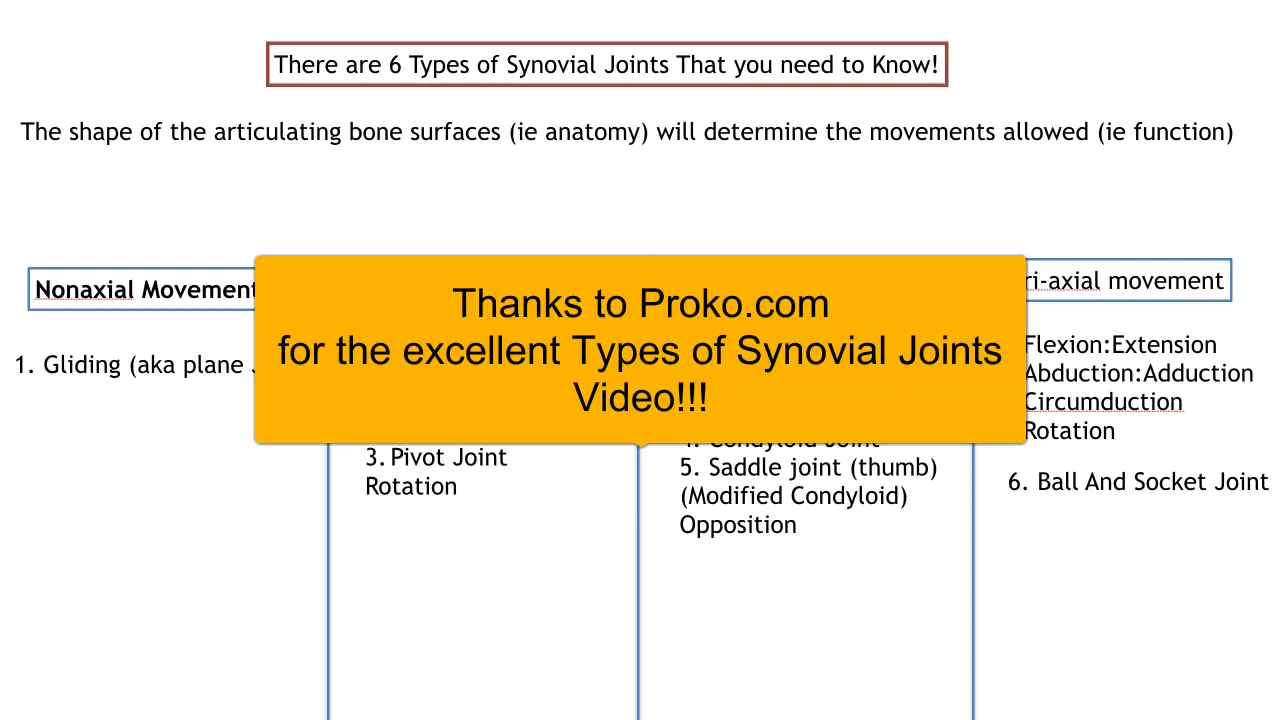 There are 6 Types of Synovial Joints That you need to Know!
The shape of the articulating bone surfaces (ie anatomy) will determine the movements allowed (ie function)
Nonaxial Movement
1. Gliding (aka plane
Thanks to Proko.com
for the excellent Types of Synovial Joints
Video!!!
3. Pivot Joint
Rotation
4. Condyloid Joint
5. Saddle joint (thumb)
(Modified Condyloid)
Opposition
ri-axial movement
Flexion:Extension
Abduction:Adduction
Circumduction
Rotation
6. Ball And Socket Joint